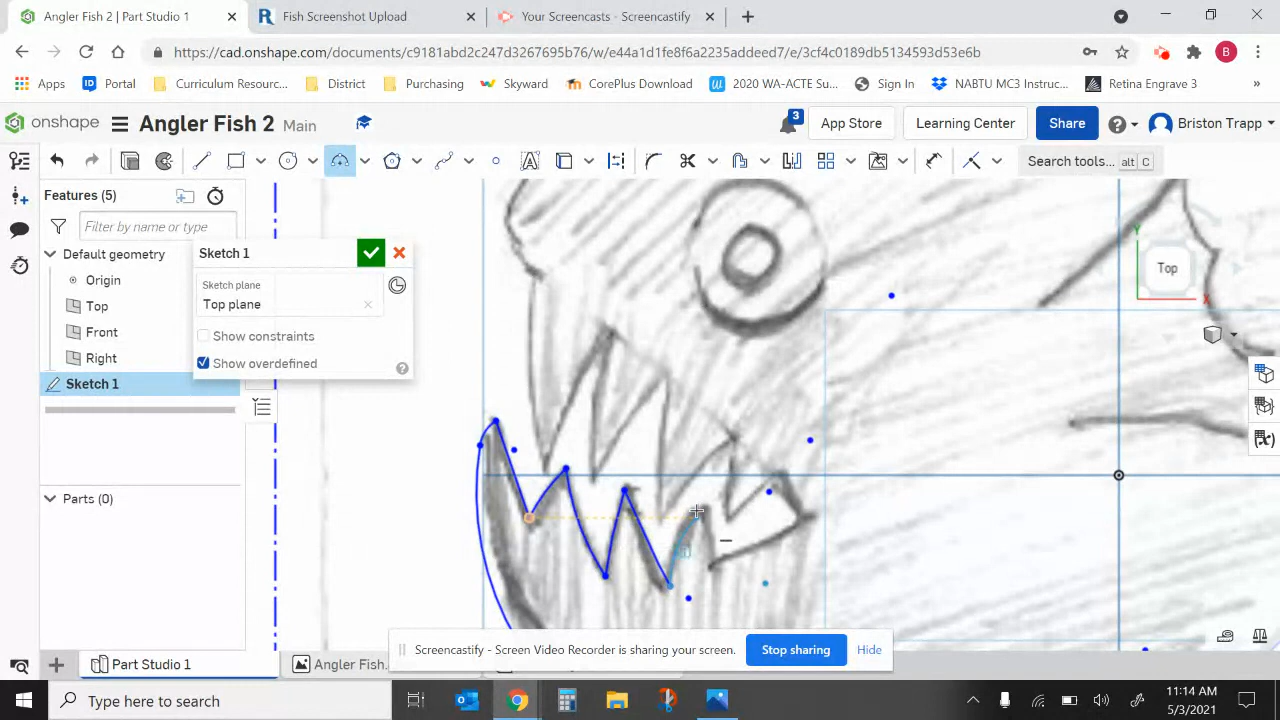 Angler Fish 2 | Part Studio 1
Fish Screenshot Upload
Your Screencasts - Screencastify
https://cad.onshape.com/documents/c9181abd2c247d3267695b76/w/e44a1d1fe8f6a2235addeed7/e/3cf4c0189db5134593d53e6b
B
Apps
Portal
Curriculum Resourc...
District
Purchasing
Skyward
CorePlus Download
2020 WA-ACTE Su...
Sign In
NABTU MC3 Instruc...
Retina Engrave 3
»
onshape
Angler Fish 2
Main
3
App Store
Learning Center
Share
Briston Trapp
Search tools...
alt
C
Features (5)
Filter by name or type
Default geometry
Origin
Top
Front
Right
Sketch 1
Parts (0)
Sketch 1
Sketch plane
Top plane
Show constraints
Show overdefined
Y
Top
X
Screencastify - Screen Video Recorder is sharing your screen.
Stop sharing
Hide
Part Studio 1
Angler Fish.
Type here to search
11:14 AM
5/3/2021